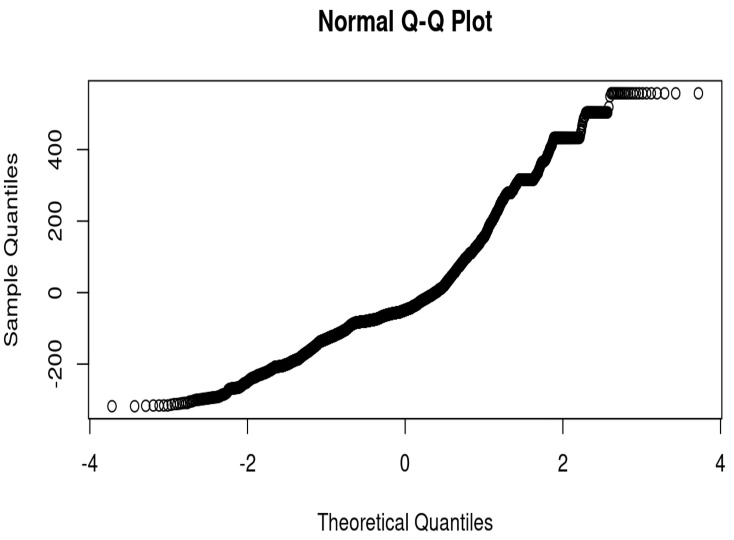 Normal Q-Q Plot
Sample Quantiles
400
200
0
-200
-4 -2 0 2 4
Theoretical Quantiles